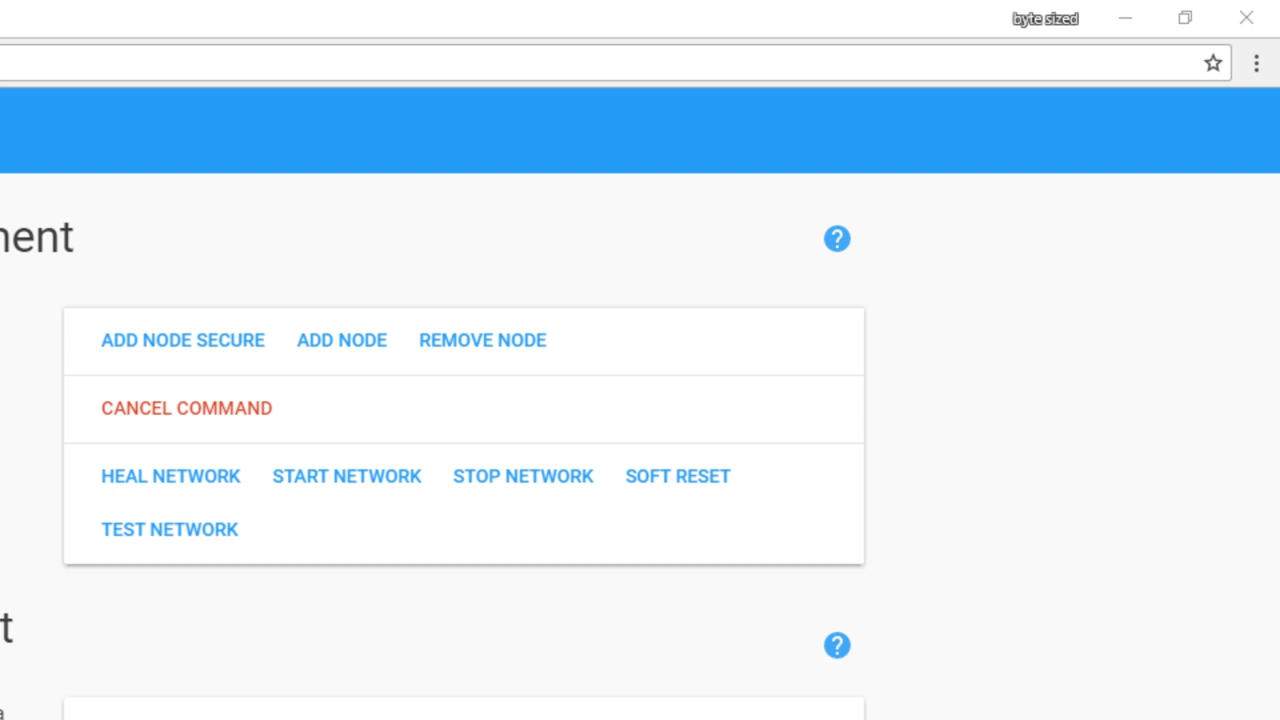 byte sized
ment
ADD NODE SECURE ADD NODE REMOVE NODE
CANCEL COMMAND
HEAL NETWORK START NETWORK STOP NETWORK SOFT RESET
TEST NETWORK
t
a